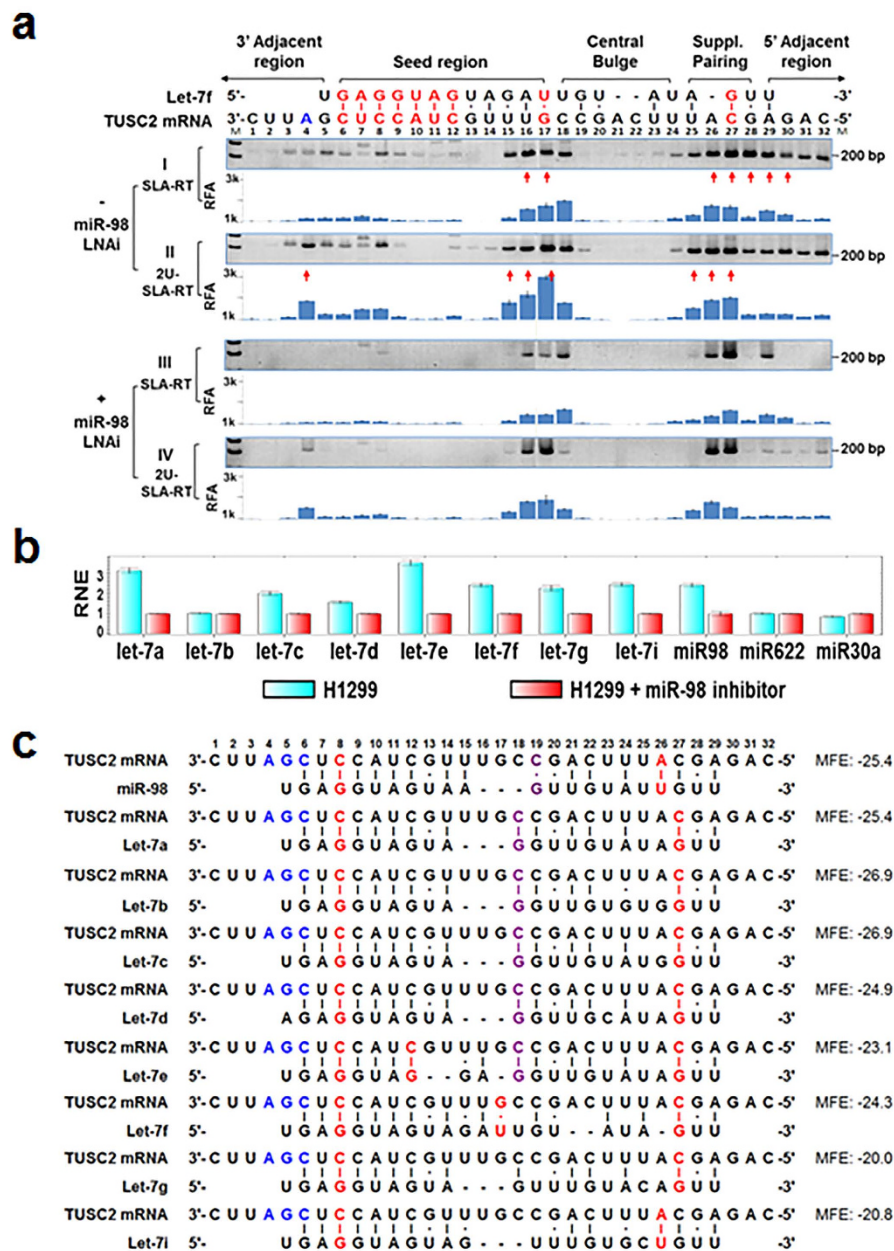 a
3' Adjacent region
Seed region
Central Bulge
Suppl. Pairing
5' Adjacent region
Let-7f 5'- U G A G G U A G U A G A U U G U - - A U A - G U U -3'
TUSC2 mRNA 3'- C U U A G C U C C A U C G U U U G C C G A C U U U A C G A G A C -5'
M 1 2 3 4 5 6 7 8 9 10 11 12 13 14 15 16 17 18 19 20 21 22 23 24 25 26 27 28 29 30 31 32 M
- miR-98 LNAi
I SLA-RT
200 bp
RFA 3k 1k
II 2U-SLA-RT
200 bp
RFA 3k 1k
+ miR-98 LNAi
III SLA-RT
200 bp
RFA 3k 1k
IV 2U-SLA-RT
200 bp
RFA 3k 1k
b
RNE
3
2
1
0
let-7a let-7b let-7c let-7d let-7e let-7f let-7g let-7i miR98 miR622 miR30a
H1299
H1299 + miR-98 inhibitor
c
1 2 3 4 5 6 7 8 9 10 11 12 13 14 15 16 17 18 19 20 21 22 23 24 25 26 27 28 29 30 31 32
TUSC2 mRNA 3'-C U U A G C U C C A U C G U U U G C C G A C U U U A C G A G A C -5' MFE: -25.4
miR-98 5'- U G A G G U A G U A A - - - G U U G U A U U G U U -3'
TUSC2 mRNA 3'-C U U A G C U C C A U C G U U U G C C G A C U U U A C G A G A C -5' MFE: -25.4
Let-7a 5'- U G A G G U A G U A - - - G G U U G U A U A G U U -3'
TUSC2 mRNA 3'-C U U A G C U C C A U C G U U U G C C G A C U U U A C G A G A C -5' MFE: -26.9
Let-7b 5'- U G A G G U A G U A - - - G G U U G U G U G G U U -3'
TUSC2 mRNA 3'-C U U A G C U C C A U C G U U U G C C G A C U U U A C G A G A C -5' MFE: -26.9
Let-7c 5'- U G A G G U A G U A - - - G G U U G U A U G G U U -3'
TUSC2 mRNA 3'-C U U A G C U C C A U C G U U U G C C G A C U U U A C G A G A C -5' MFE: -24.9
Let-7d 5'- A G A G G U A G U A - - - G G U U G C A U A G U U -3'
TUSC2 mRNA 3'-C U U A G C U C C A U C G U U U G C C G A C U U U A C G A G A C -5' MFE: -23.1
Let-7e 5'- U G A G G U A G - - G A - G G U U G U A U A G U U -3'
TUSC2 mRNA 3'-C U U A G C U C C A U C G U U U G C C G A C U U U A C G A G A C -5' MFE: -24.3
Let-7f 5'- U G A G G U A G U A G A U U G U - - A U A - G U U -3'
TUSC2 mRNA 3'-C U U A G C U C C A U C G U U U G C C G A C U U U A C G A G A C -5' MFE: -20.0
Let-7g 5'- U G A G G U A G U A - - - G U U U G U A C A G U U -3'
TUSC2 mRNA 3'-C U U A G C U C C A U C G U U U G C C G A C U U U A C G A G A C -5' MFE: -20.8
Let-7i 5'- U G A G G U A G U A G - - - U U U G U G C U G U U -3'